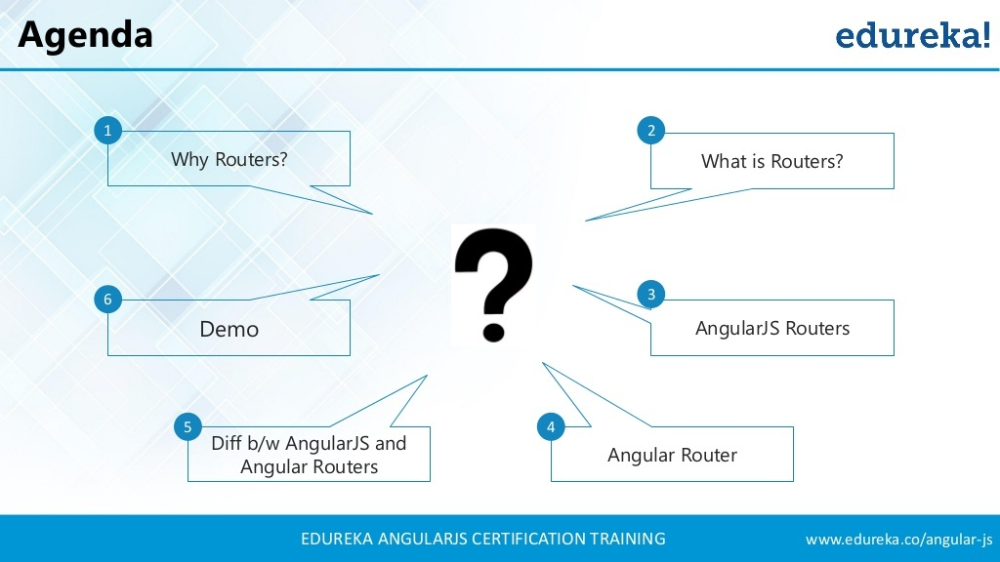 Agenda
edureka!
1
Why Routers?
2
What is Routers?
6
Demo
3
AngularJS Routers
5
Diff b/w AngularJS and
Angular Routers
4
Angular Router
EDUREKA ANGULARJS CERTIFICATION TRAINING
www.edureka.co/angular-js
?